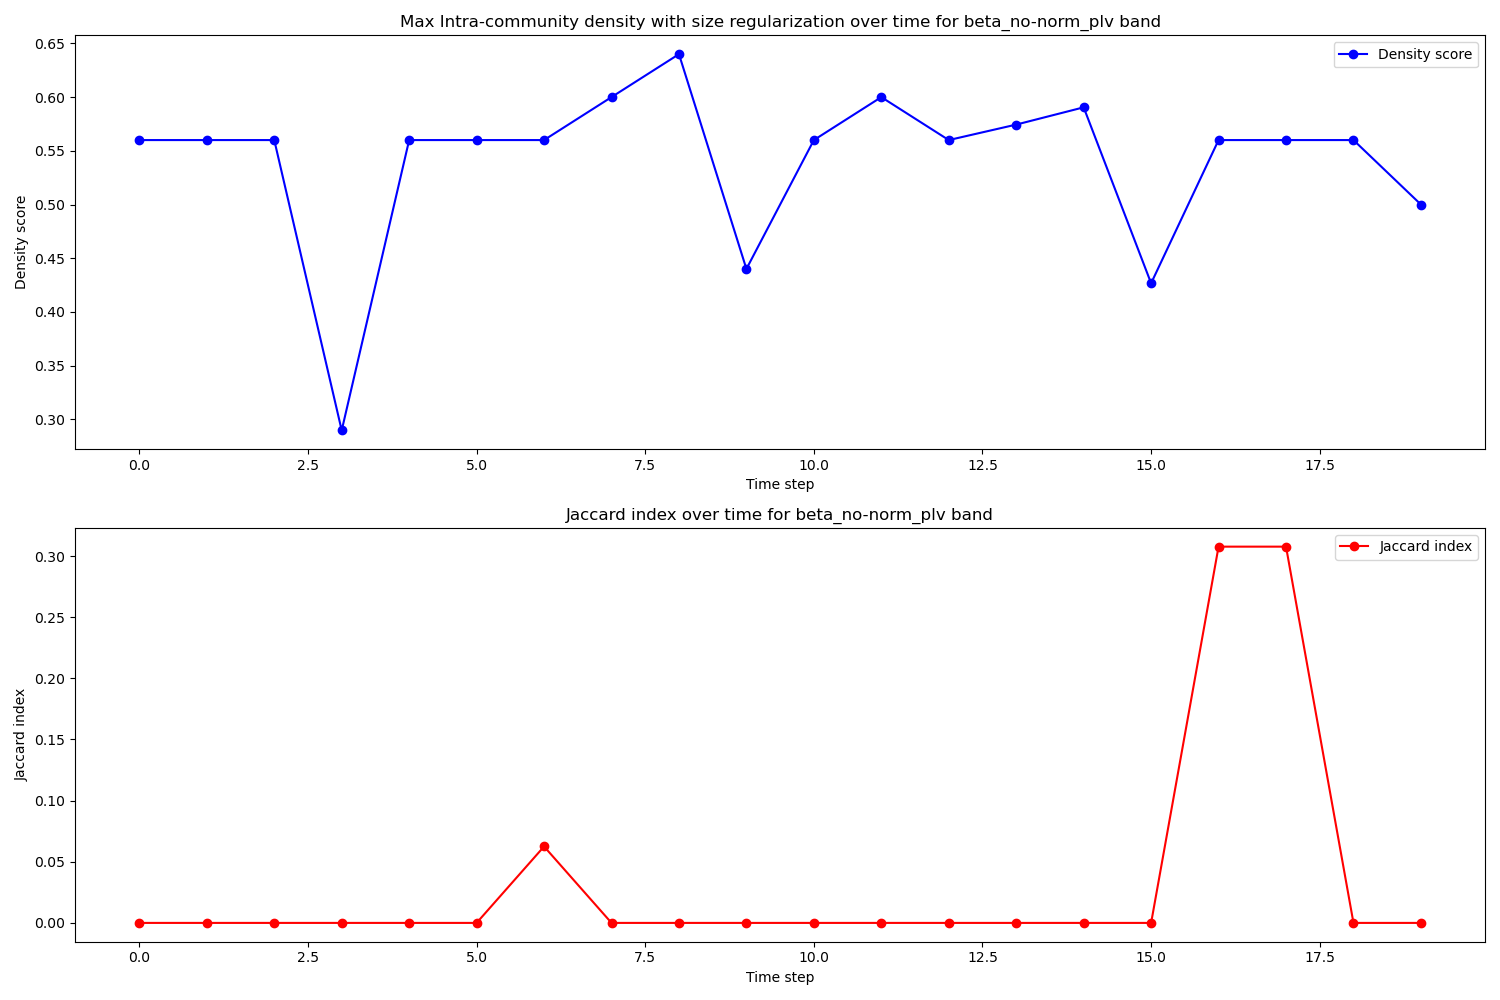 Max Intra-community density with size regularization over time for beta_no-norm_plv band
Density score
Density score
0.65
0.60
0.55
0.50
0.45
0.40
0.35
0.30
0.0 2.5 5.0 7.5 10.0 12.5 15.0 17.5
Time step
Jaccard index over time for beta_no-norm_plv band
Jaccard index
Jaccard index
0.30
0.25
0.20
0.15
0.10
0.05
0.00
0.0 2.5 5.0 7.5 10.0 12.5 15.0 17.5
Time step